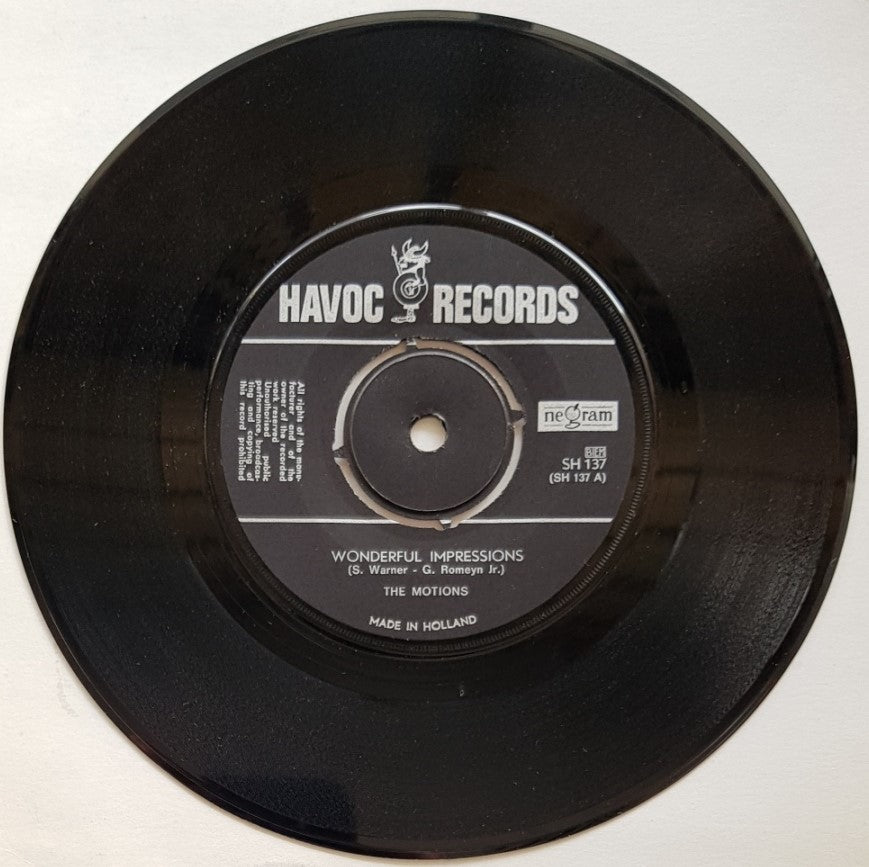 HAVOC RECORDS
All rights of the manu-
facturer and of the
owner of the recorded
work reserved
Unauthorised public
performance, broadcas-
ting and copying of
this record prohibited
negram
BIEM
SH 137
(SH 137 A)
WONDERFUL IMPRESSIONS
(S. Warner - G. Romeyn Jr.)
THE MOTIONS
MADE IN HOLLAND